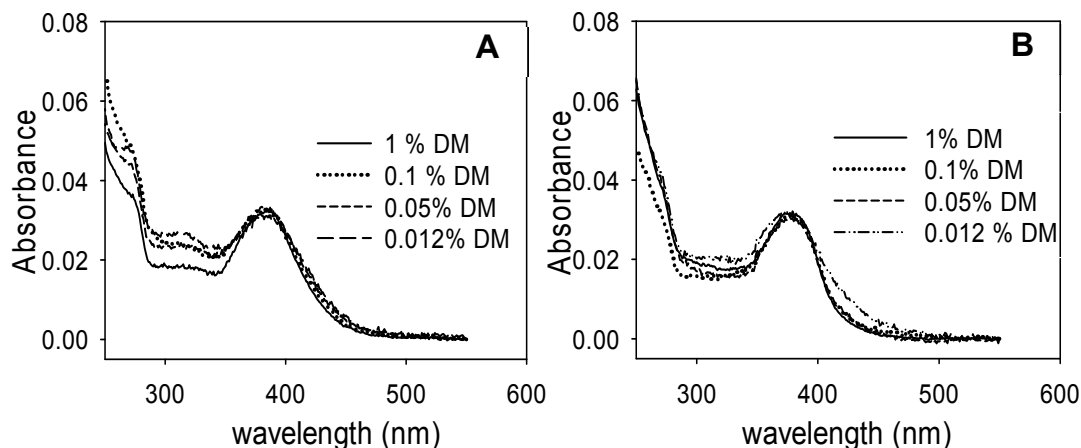 0.08
0.06
0.04
0.02
0.00
Absorbance
A
1 % DM
0.1 % DM
0.05% DM
0.012% DM
300 400 500 600
wavelength (nm)
0.08
0.06
0.04
0.02
0.00
Absorbance
B
1% DM
0.1% DM
0.05% DM
0.012 % DM
300 400 500 600
wavelength (nm)